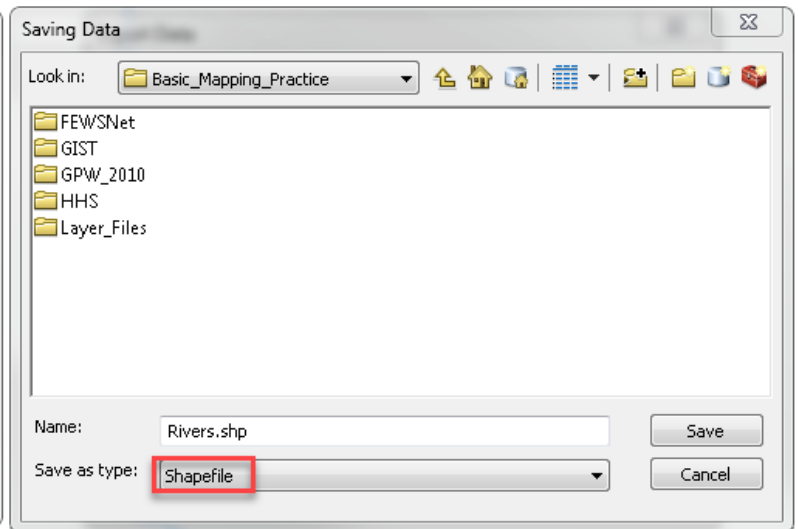 Saving Data
Look in: Basic_Mapping_Practice
FEWSNet
GIST
GPW_2010
HHS
Layer_Files
Name: Rivers.shp Save
Save as type: Shapefile Cancel